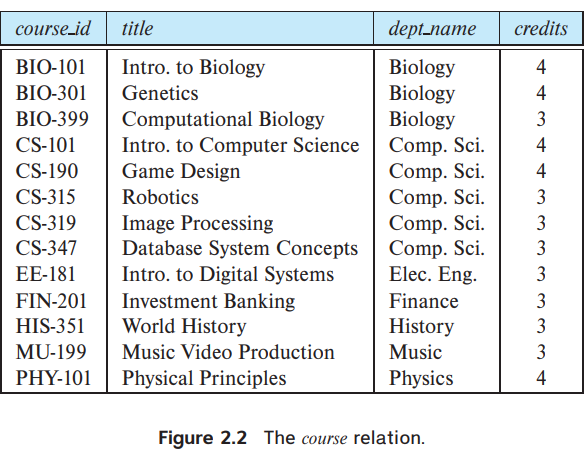 course_id title dept_name credits
BIO-101 Intro. to Biology Biology 4
BIO-301 Genetics Biology 4
BIO-399 Computational Biology Biology 3
CS-101 Intro. to Computer Science Comp. Sci. 4
CS-190 Game Design Comp. Sci. 4
CS-315 Robotics Comp. Sci. 3
CS-319 Image Processing Comp. Sci. 3
CS-347 Database System Concepts Comp. Sci. 3
EE-181 Intro. to Digital Systems Elec. Eng. 3
FIN-201 Investment Banking Finance 3
HIS-351 World History History 3
MU-199 Music Video Production Music 3
PHY-101 Physical Principles Physics 4
Figure 2.2 The course relation.